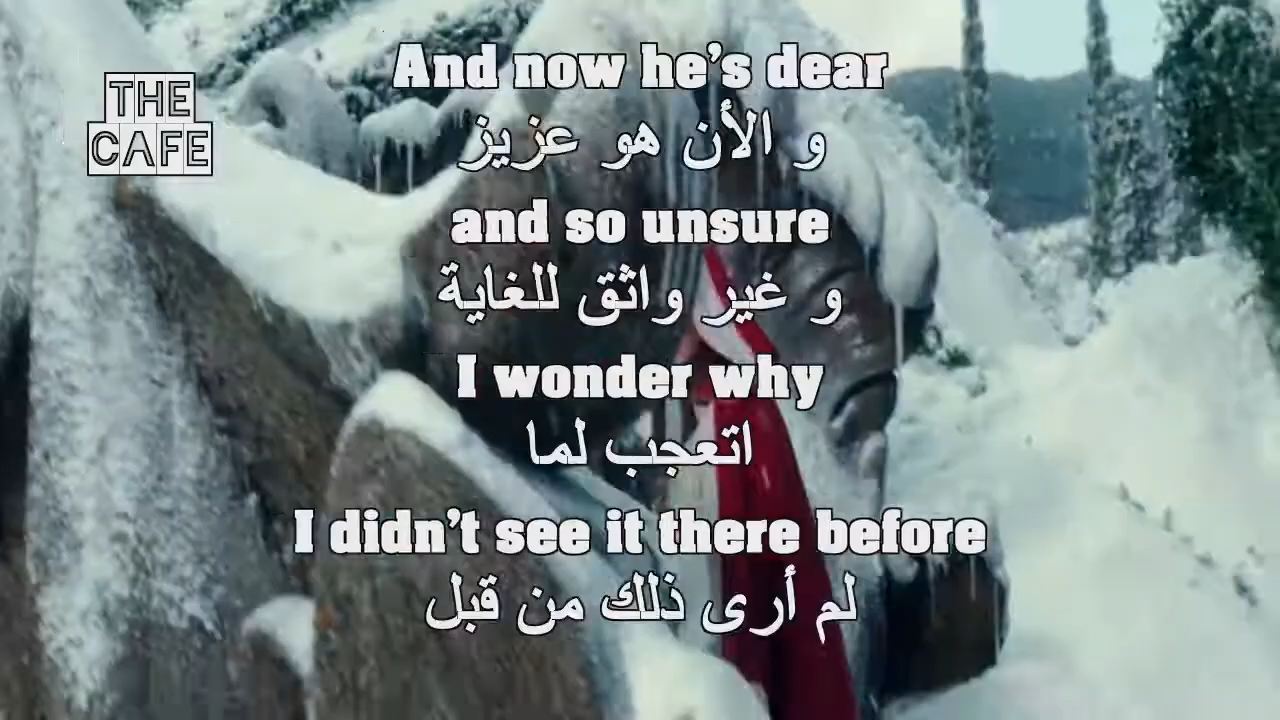 THE
CAFE
And now he's dear
و الأن هو عزيز
and so unsure
و غير واثق للغاية
I wonder why
اتعجب لما
I didn't see it there before
لم أرى ذلك من قبل